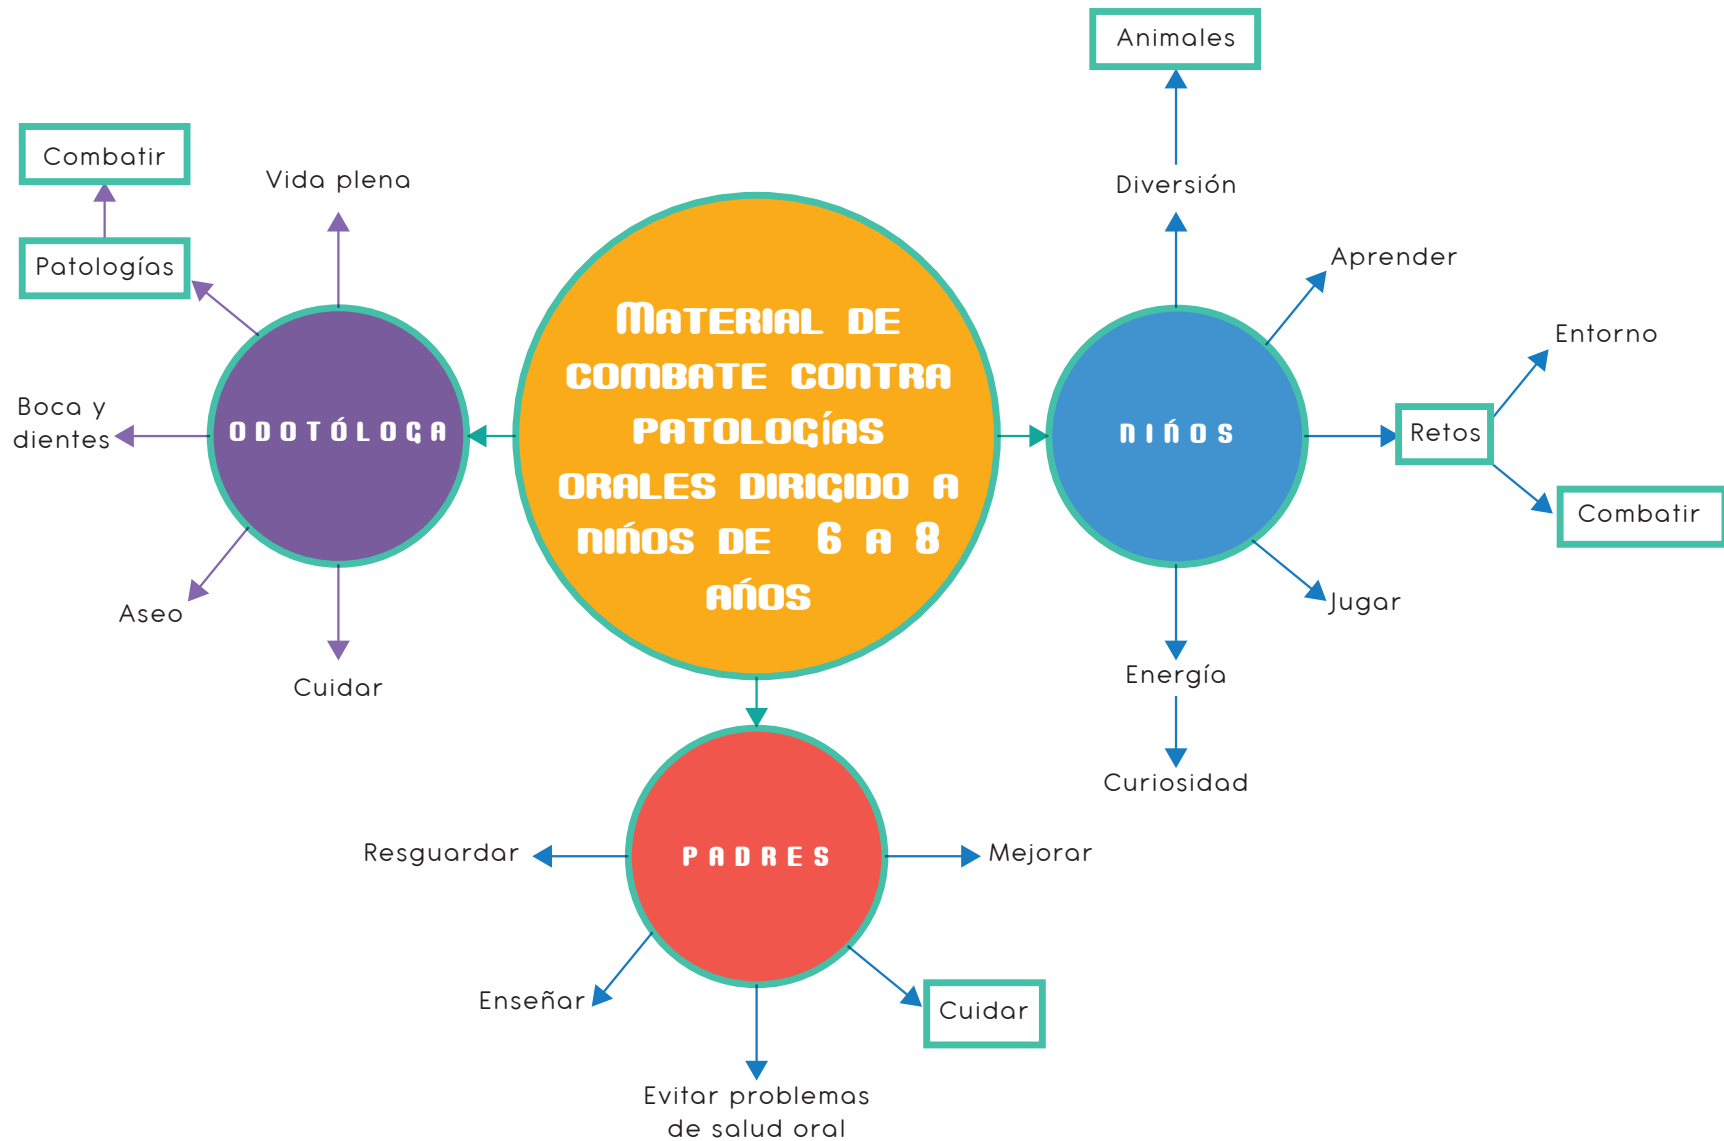 Animales
Combatir
Vida plena
Diversión
Patologías
Aprender
Material de
combate contra
patologías
orales dirigido a
niños de 6 a 8
años
Entorno
Boca y
dientes
ODOTÓLOGA
NIÑOS
Retos
Combatir
Aseo
Jugar
Cuidar
Energía
Curiosidad
Resguardar
PADRES
Mejorar
Enseñar
Cuidar
Evitar problemas
de salud oral